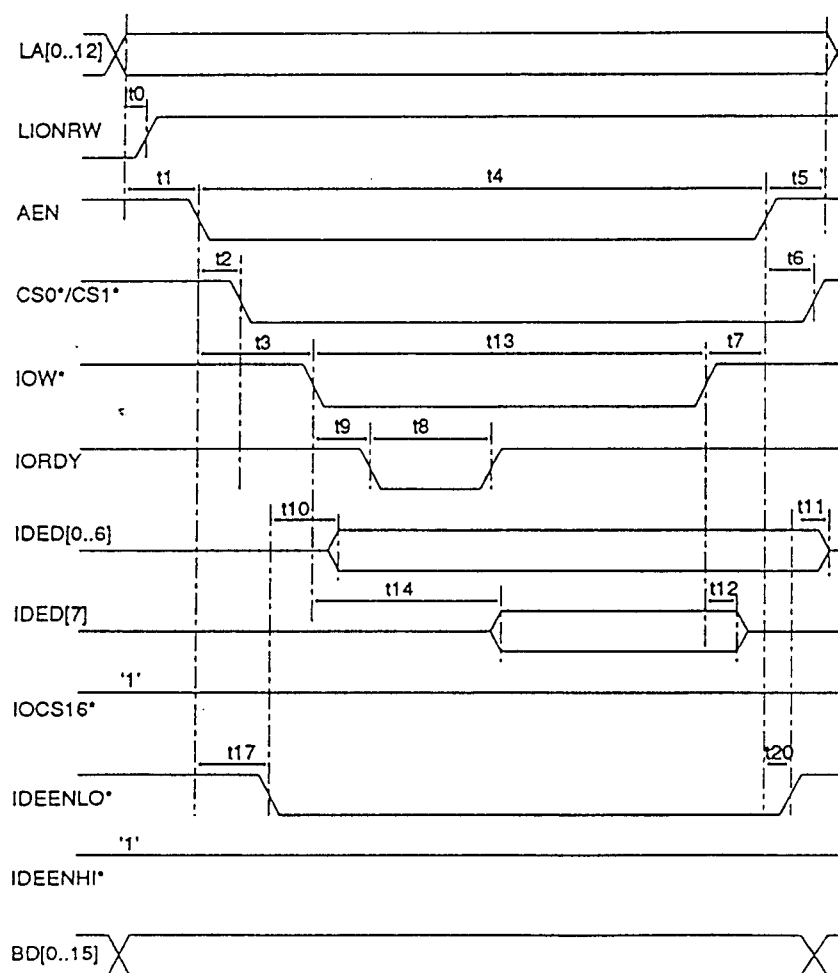 LA[0..12]
t0
LIONRW
t1 t4 t5
AEN
t2 t6
CS0*/CS1*
t3 t13 t7
IOW*
t9 t8
IORDY
t10 t11
IDED[0..6]
t14 t12
IDED[7]
'1'
IOCS16*
t17 t20
IDEENLO*
'1'
IDEENHI*
BD[0..15]